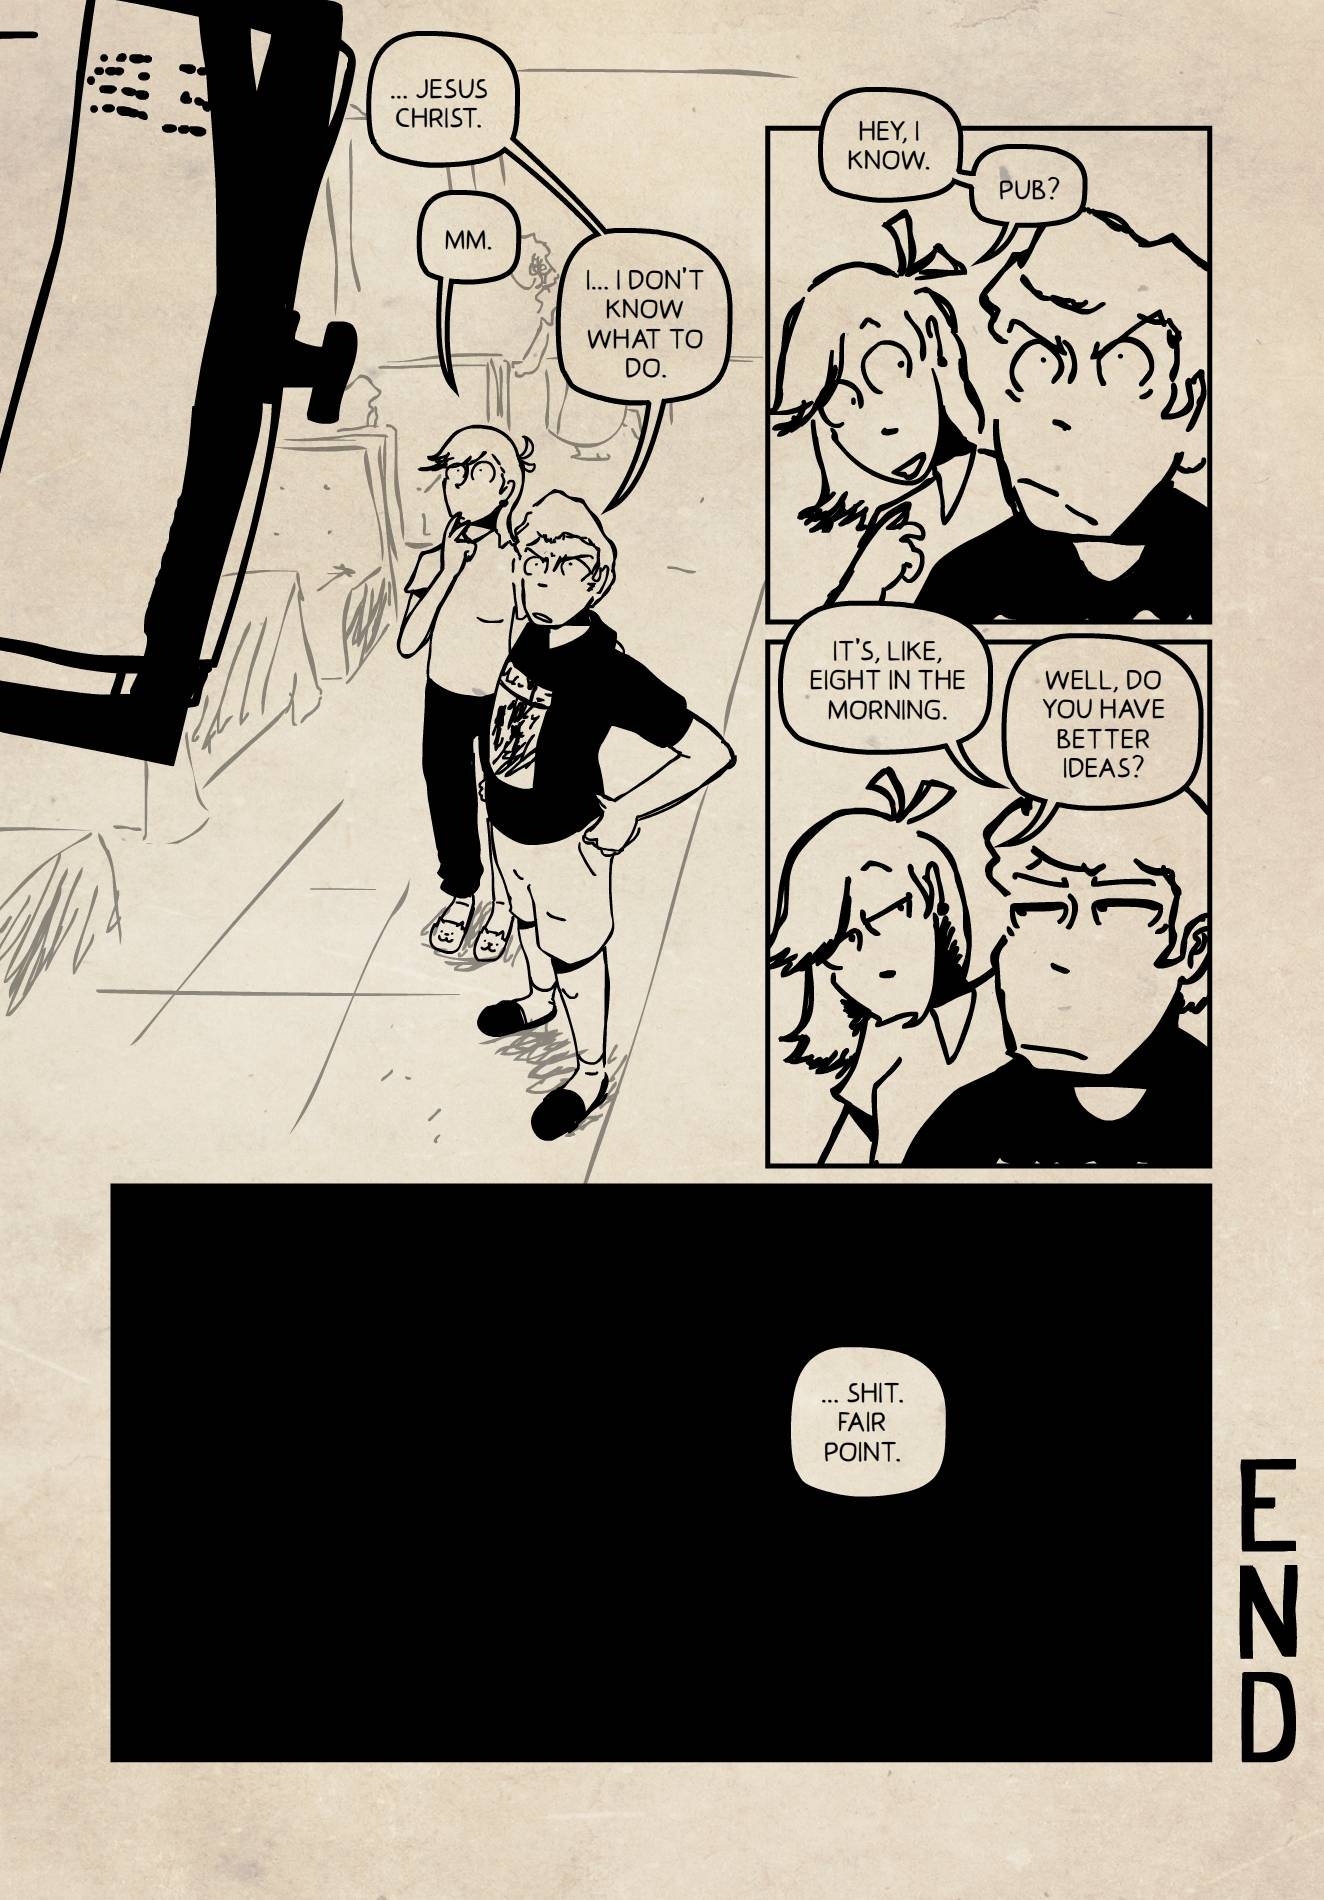 ... JESUS
CHRIST.
MM.
I... I DON'T
KNOW
WHAT TO
DO.
HEY, I
KNOW.
PUB?
IT'S, LIKE,
EIGHT IN THE
MORNING.
WELL, DO
YOU HAVE
BETTER
IDEAS?
... SHIT.
FAIR
POINT.
END